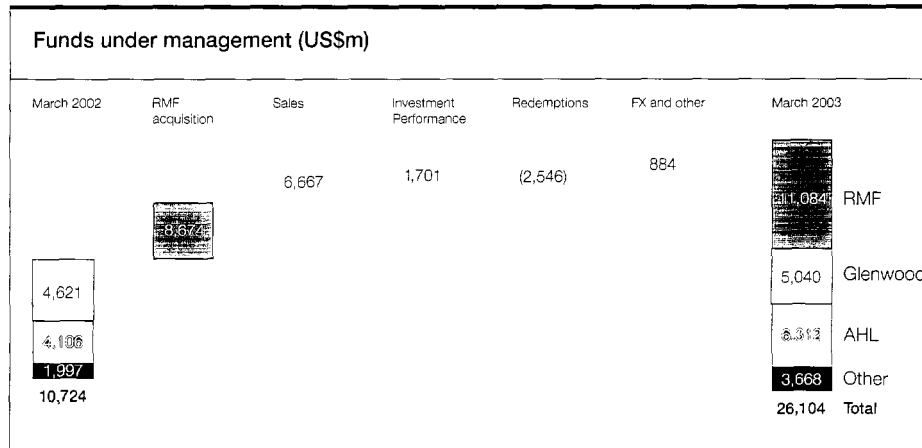 Funds under management (US$m)
March 2002
RMF acquisition
Sales
Investment Performance
Redemptions
FX and other
March 2003
6,667
1,701
(2,546)
884
8,674
11,084 RMF
4,621
5,040 Glenwood
4,106
6,312 AHL
1,997
3,668 Other
10,724
26,104 Total